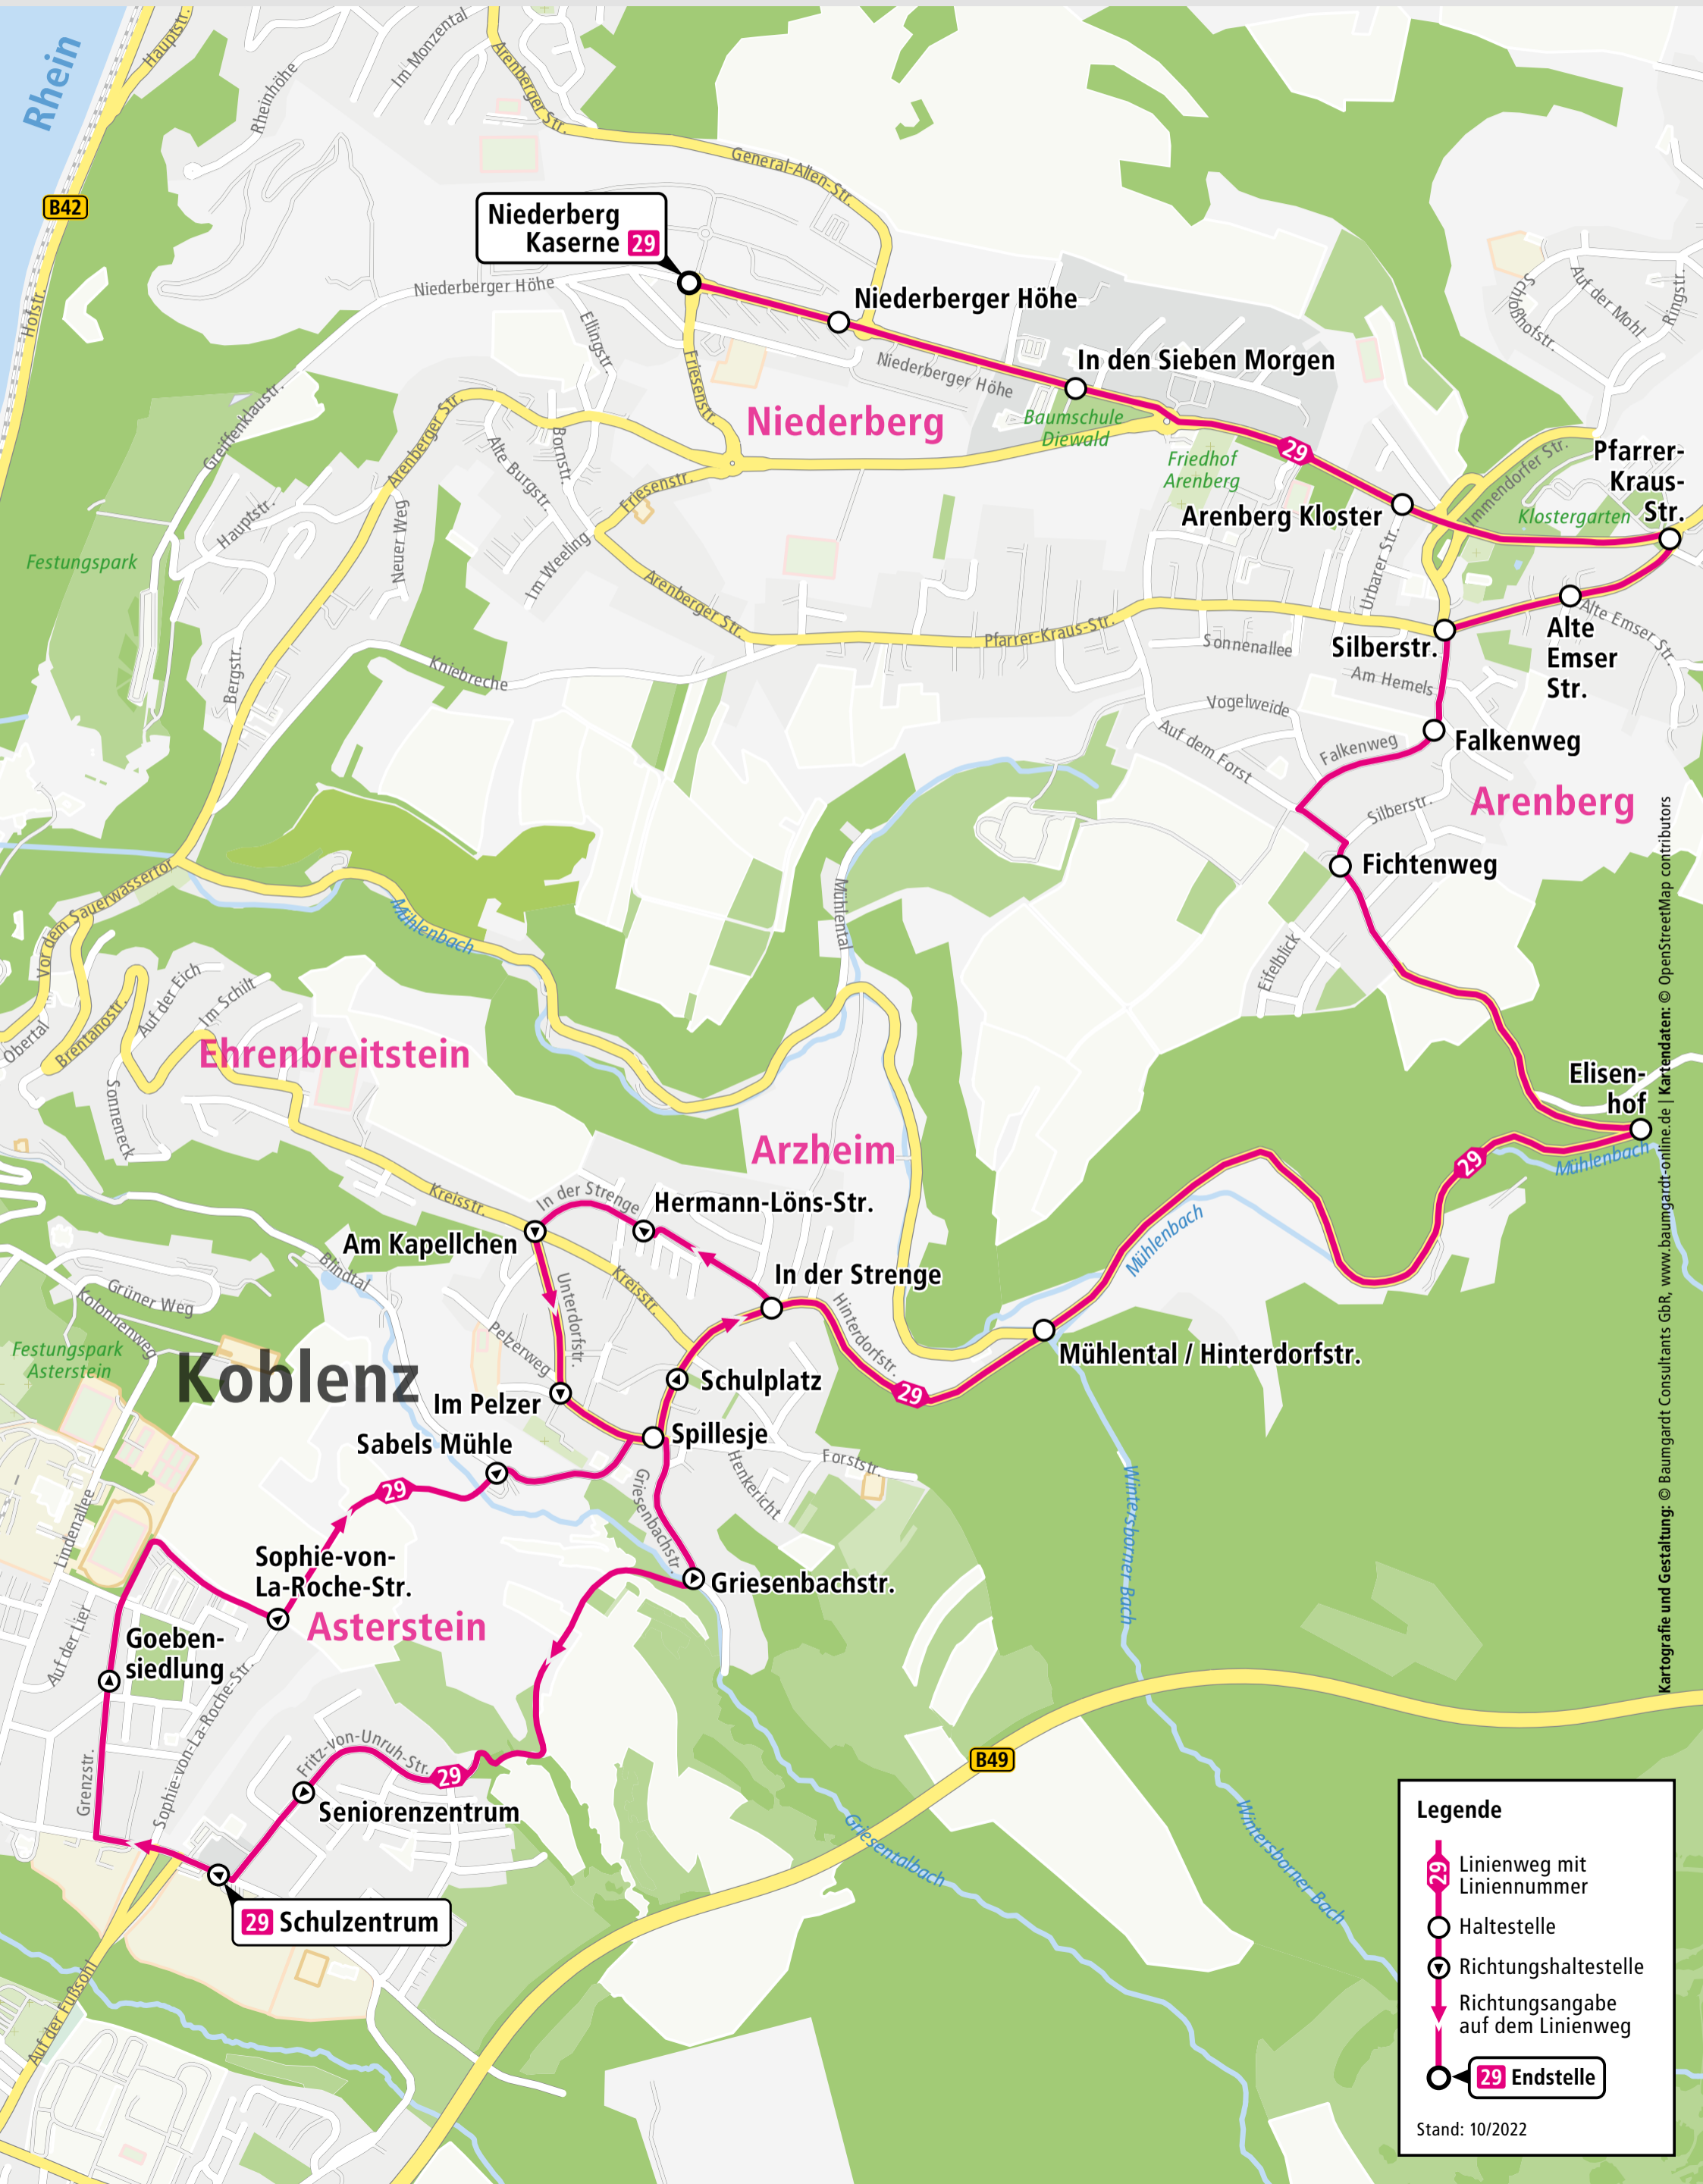 Rhein
Hauptstr.
Im Monzental
Arenberger Str.
Rheinhöhe
General-Allen-Str.
B42
Hofstr.
Niederberg
Kaserne 29
Niederberger Höhe
Niederberger Höhe
Niederberger Höhe
In den Sieben Morgen
Schloßhofstr.
Auf der Mohl
Ringstr.
Ellingstr.
Friesenstr.
Niederberg
Baumschule
Diewald
Greiffenklaustr.
Arenberger Str.
Alte Burgstr.
Bornstr.
Friesenstr.
29
Friedhof
Arenberg
Immendorfer Str.
Pfarrer-
Kraus-
Str.
Klostergarten
Arenberg Kloster
Hauptstr.
Neuer Weg
Im Weeling
Festungspark
Arenberger Str.
Urbarer Str.
Pfarrer-Kraus-Str.
Sonnenallee
Silberstr.
Alte Emser Str.
Alte
Emser
Str.
Bergstr.
Kniebreche
Am Hemels
Vogelweide
Auf dem Forst
Falkenweg
Falkenweg
Arenberg
Silberstr.
Fichtenweg
Vor dem Sauerwassertor
Mühlenbach
Mühlental
Eifelblick
Auf der Eich
Im Schilt
Obertal
Brentanostr.
Ehrenbreitstein
Sonneneck
Elisen-
hof
Mühlenbach
29
Arzheim
Kreisstr.
In der Strenge
Hermann-Löns-Str.
Am Kapellchen
Mühlenbach
Blindtal
In der Strenge
Kreisstr.
Unterdorfstr.
Hinterdorfstr.
Grüner Weg
Kolonnenweg
Pelzerweg
Mühlental / Hinterdorfstr.
Festungspark
Asterstein
Koblenz
Schulplatz
29
Im Pelzer
Spillesje
Sabels Mühle
Henkericht
Forststr.
29
Griesenbachstr.
Wintersborner Bach
Lindenallee
Sophie-von-
La-Roche-Str.
Griesenbachstr.
Asterstein
Auf der Lier
Goeben-
siedlung
Sophie-von-La-Roche-Str.
Fritz-von-Unruh-Str.
29
B49
Grenzstr.
Seniorenzentrum
Griesentalbach
Wintersborner Bach
29 Schulzentrum
Auf der Fußsohl
Legende
29
Linienweg mit
Liniennummer
Haltestelle
Richtungshaltestelle
Richtungsangabe
auf dem Linienweg
29 Endstelle
Stand: 10/2022
Kartografie und Gestaltung: © Baumgardt Consultants GbR, www.baumgardt-online.de | Kartendaten: © OpenStreetMap contributors